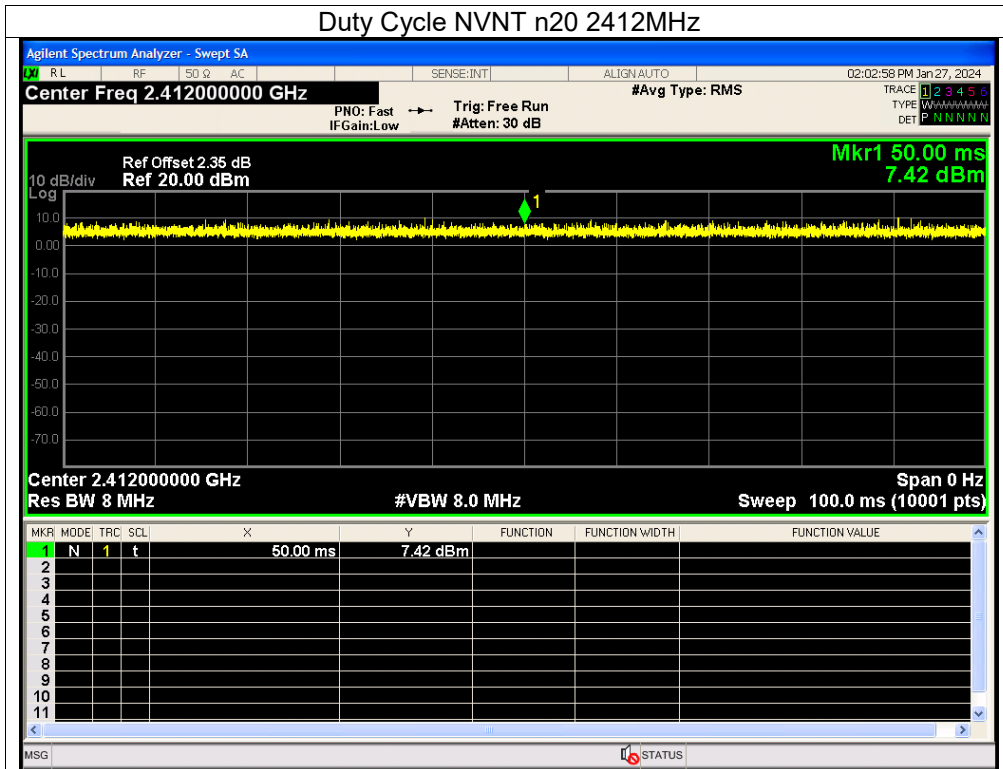 Duty Cycle NVNT n20 2412MHz
Agilent Spectrum Analyzer - Swept SA
LXI RL RF 50 Ω AC SENSE:INT ALIGN AUTO 02:02:58 PM Jan 27, 2024
Center Freq 2.412000000 GHz #Avg Type: RMS TRACE 1 2 3 4 5 6
PNO: Fast Trig: Free Run TYPE WWWWWW
IFGain:Low #Atten: 30 dB DET P N N N N N
Mkr1 50.00 ms
Ref Offset 2.35 dB
10 dB/div Ref 20.00 dBm 7.42 dBm
Log
1
10.0
0.00
-10.0
-20.0
-30.0
-40.0
-50.0
-60.0
-70.0
Center 2.412000000 GHz Span 0 Hz
Res BW 8 MHz #VBW 8.0 MHz Sweep 100.0 ms (10001 pts)
MKR MODE TRC SCL X Y FUNCTION FUNCTION WIDTH FUNCTION VALUE
1 N 1 t 50.00 ms 7.42 dBm
2
3
4
5
6
7
8
9
10
11
MSG STATUS